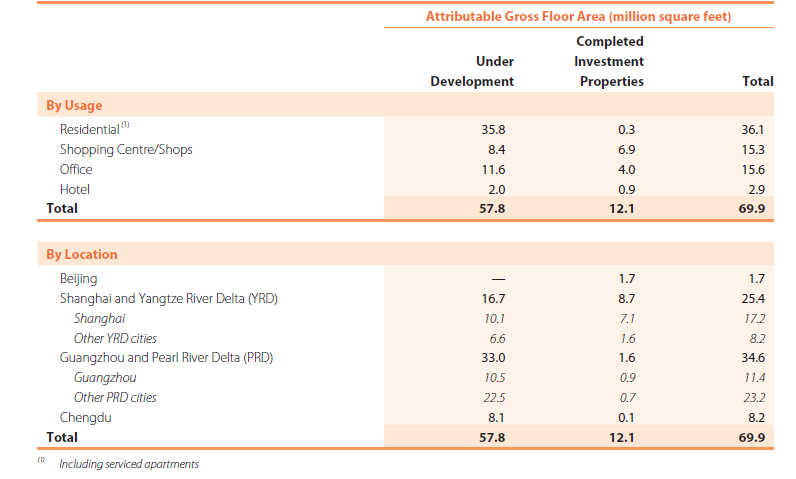 Attributable Gross Floor Area (million square feet)
Under Development Completed Investment Properties Total
By Usage
Residential (1) 35.8 0.3 36.1
Shopping Centre/Shops 8.4 6.9 15.3
Office 11.6 4.0 15.6
Hotel 2.0 0.9 2.9
Total 57.8 12.1 69.9
By Location
Beijing — 1.7 1.7
Shanghai and Yangtze River Delta (YRD) 16.7 8.7 25.4
Shanghai 10.1 7.1 17.2
Other YRD cities 6.6 1.6 8.2
Guangzhou and Pearl River Delta (PRD) 33.0 1.6 34.6
Guangzhou 10.5 0.9 11.4
Other PRD cities 22.5 0.7 23.2
Chengdu 8.1 0.1 8.2
Total 57.8 12.1 69.9
(1) Including serviced apartments